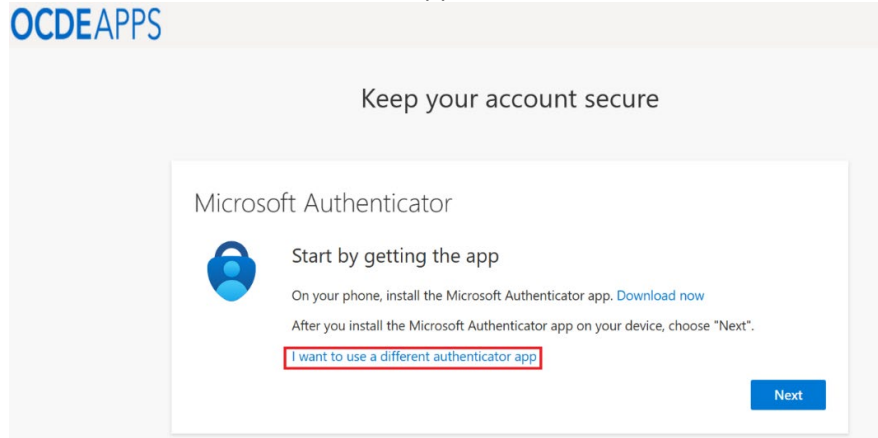 OCDEAPPS
Keep your account secure
Microsoft Authenticator
Start by getting the app
On your phone, install the Microsoft Authenticator app. Download now
After you install the Microsoft Authenticator app on your device, choose "Next".
I want to use a different authenticator app
Next